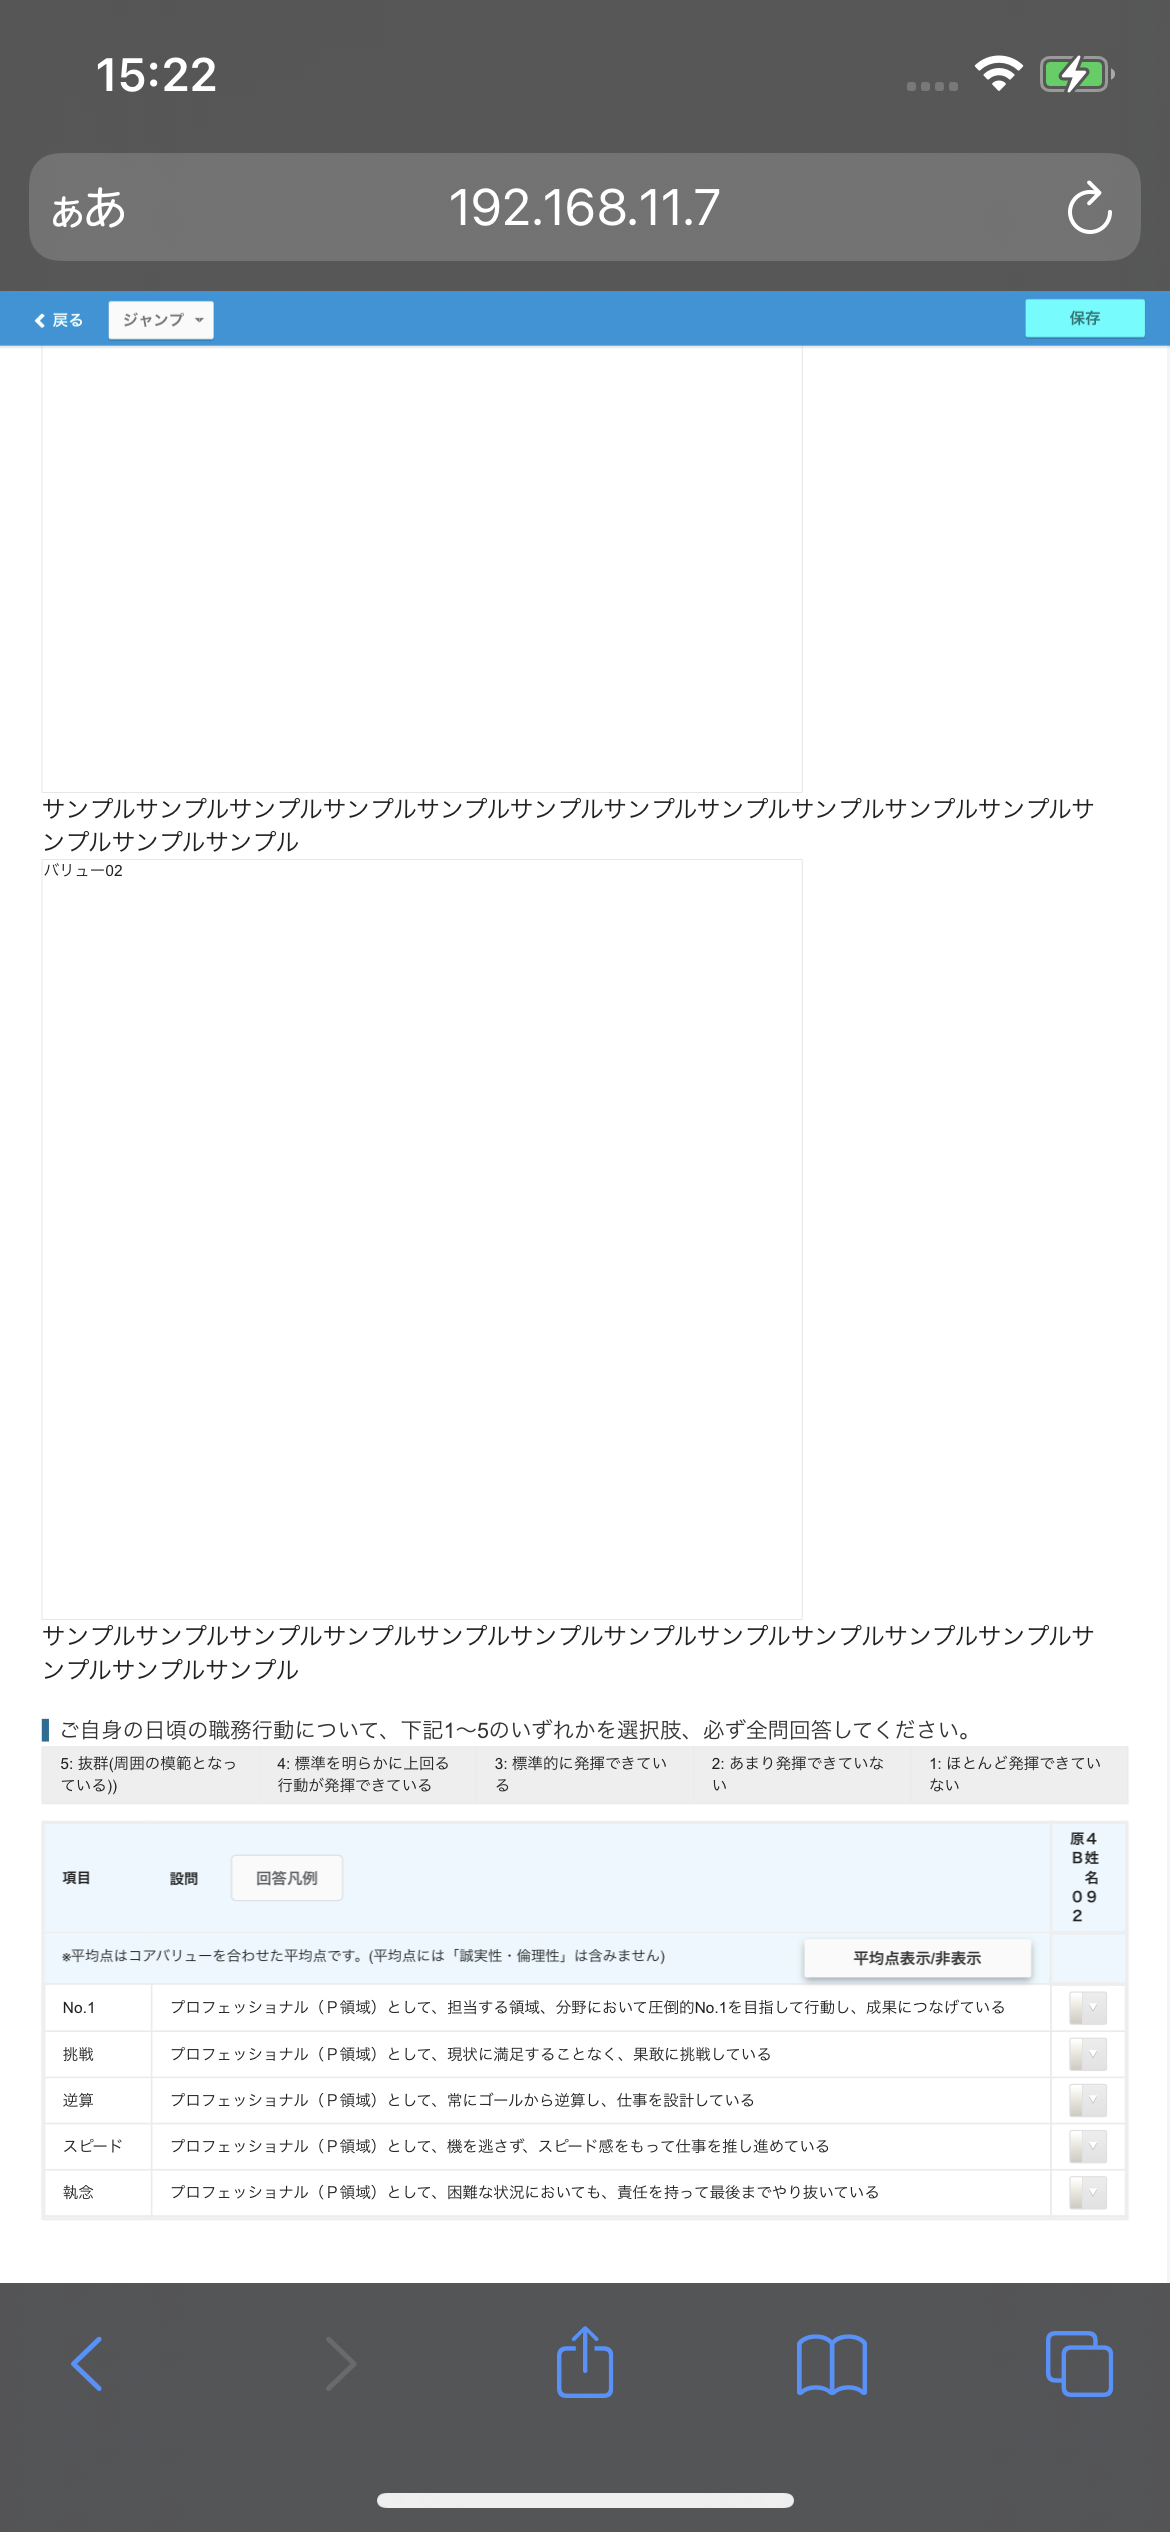 15:22
ぁあ 192.168.11.7
戻る ジャンプ 保存
サンプルサンプルサンプルサンプルサンプルサンプルサンプルサンプルサンプルサンプルサンプルサ
ンプルサンプルサンプル
バリュー02
サンプルサンプルサンプルサンプルサンプルサンプルサンプルサンプルサンプルサンプルサンプルサ
ンプルサンプルサンプル
ご自身の日頃の職務行動について、下記1〜5のいずれかを選択肢、必ず全問回答してください。
5: 抜群(周囲の模範となっ
ている))
4: 標準を明らかに上回る
行動が発揮できている
3: 標準的に発揮できてい
る
2: あまり発揮できていな
い
1: ほとんど発揮できてい
ない
項目 設問 回答凡例
原４
Ｂ姓
名
０９
２
※平均点はコアバリューを合わせた平均点です。(平均点には「誠実性・倫理性」は含みません) 平均点表示/非表示
No.1 プロフェッショナル（Ｐ領域）として、担当する領域、分野において圧倒的No.1を目指して行動し、成果につなげている
挑戦 プロフェッショナル（Ｐ領域）として、現状に満足することなく、果敢に挑戦している
逆算 プロフェッショナル（Ｐ領域）として、常にゴールから逆算し、仕事を設計している
スピード プロフェッショナル（Ｐ領域）として、機を逃さず、スピード感をもって仕事を推し進めている
執念 プロフェッショナル（Ｐ領域）として、困難な状況においても、責任を持って最後までやり抜いている